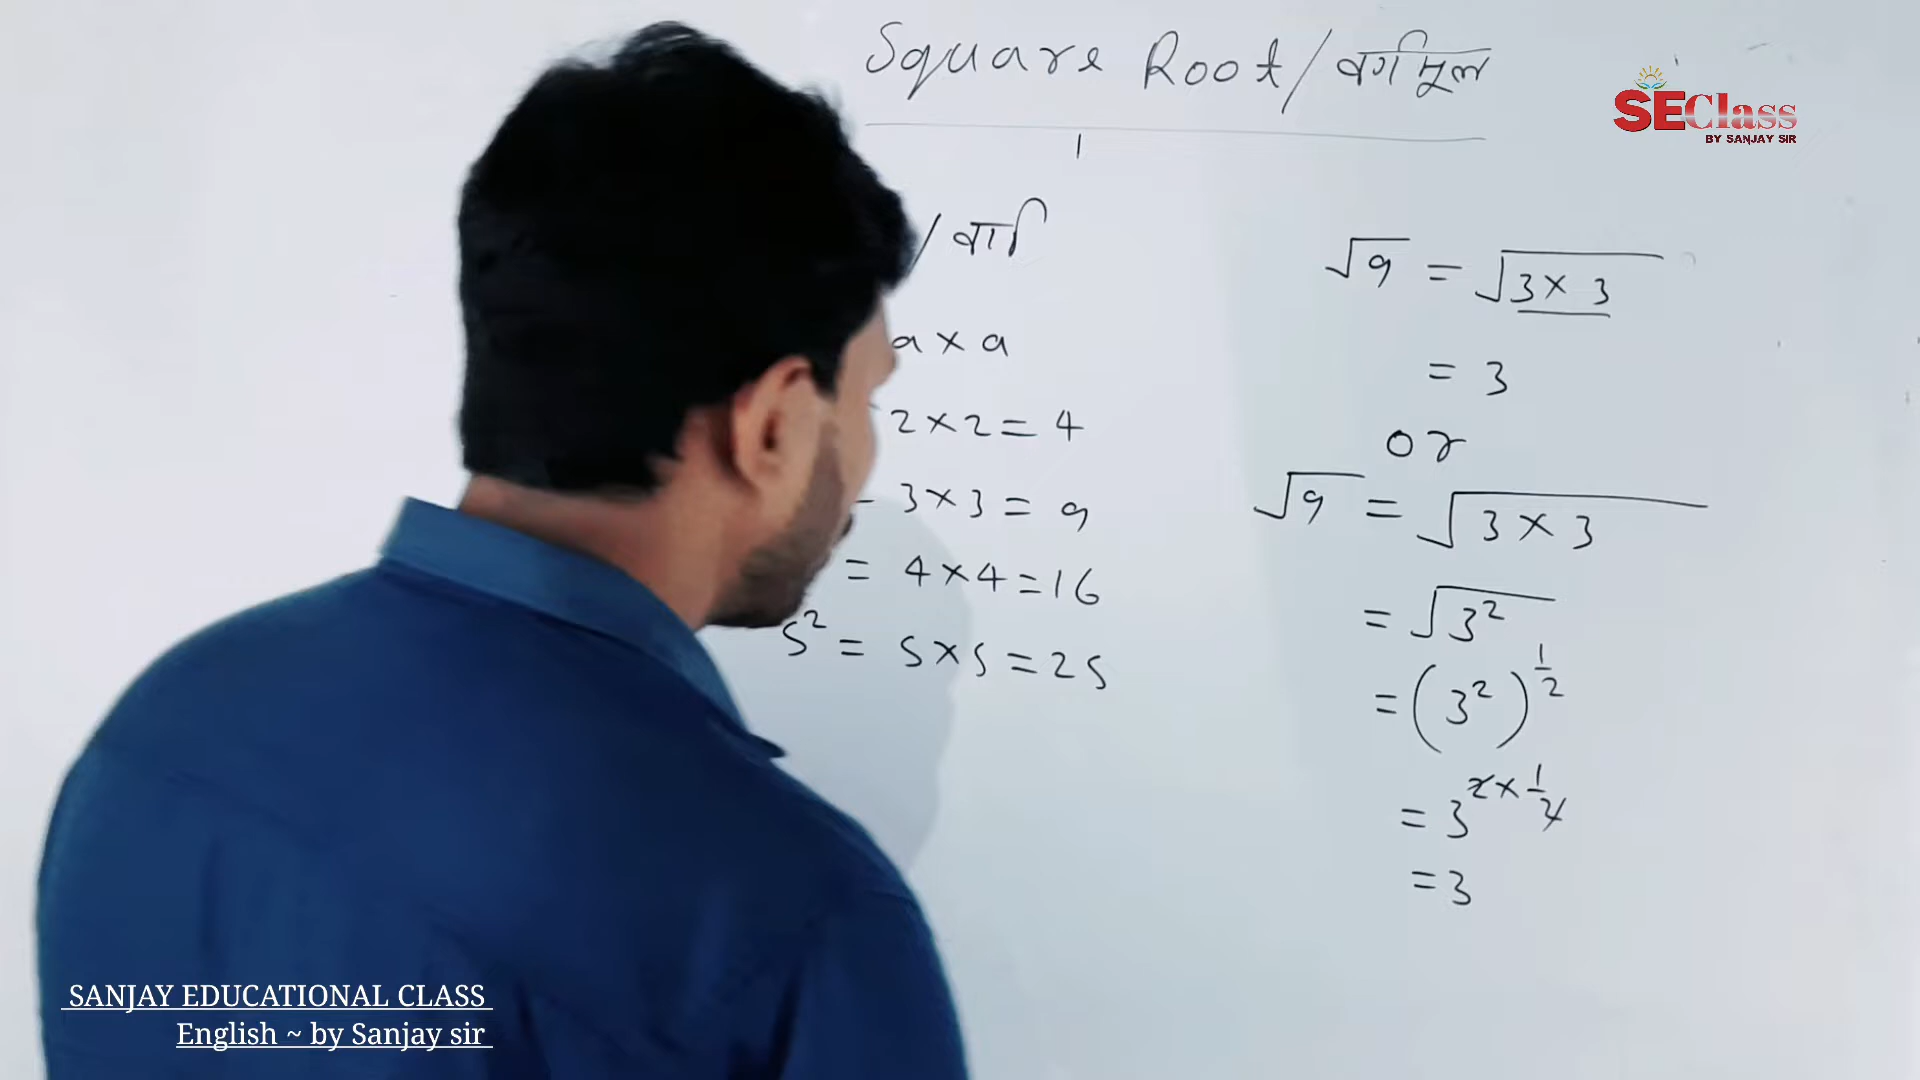 Square Root/वर्गमूल
SEClass
BY SANJAY SIR
/वर्ग
a × a
2×2=4
3×3=9
= 4×4=16
5² = 5×5=25
√9 = √3×3
= 3
or
√9 = √3×3
= √3²
= (3²)^1/2
= 3^2×1/2
= 3
SANJAY EDUCATIONAL CLASS
English ~ by Sanjay sir